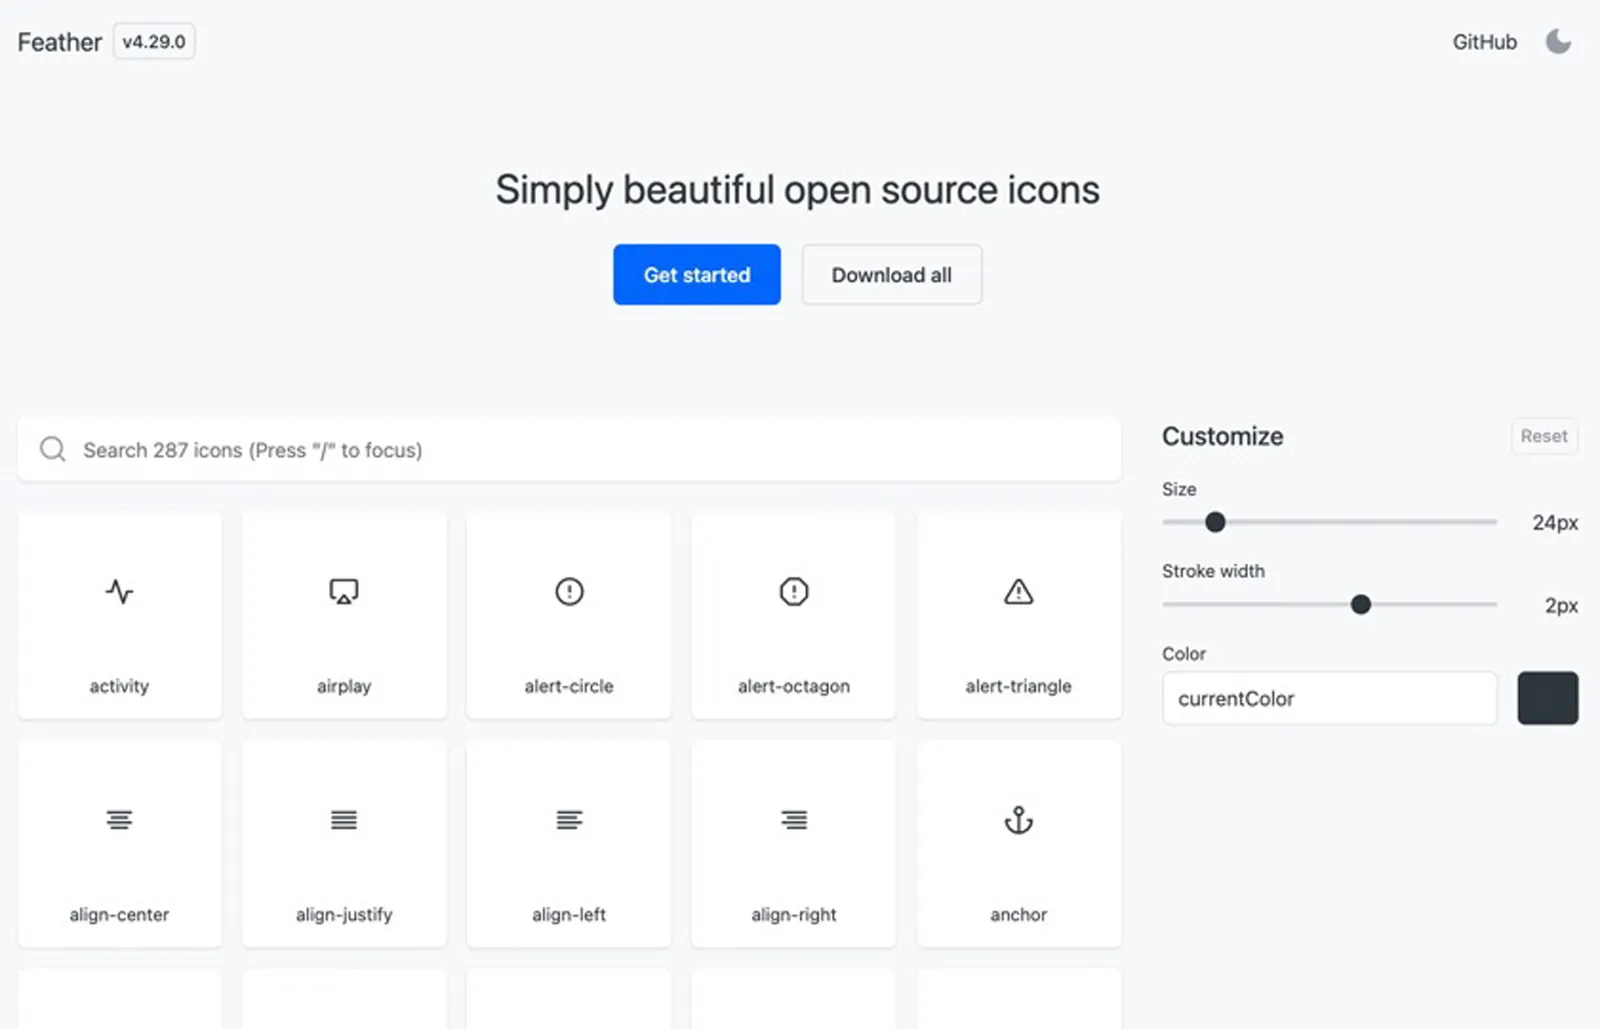 Feather v4.29.0
GitHub
Simply beautiful open source icons
Get started
Download all
Search 287 icons (Press "/" to focus)
Customize
Reset
Size
24px
Stroke width
2px
Color
currentColor
activity
airplay
alert-circle
alert-octagon
alert-triangle
align-center
align-justify
align-left
align-right
anchor